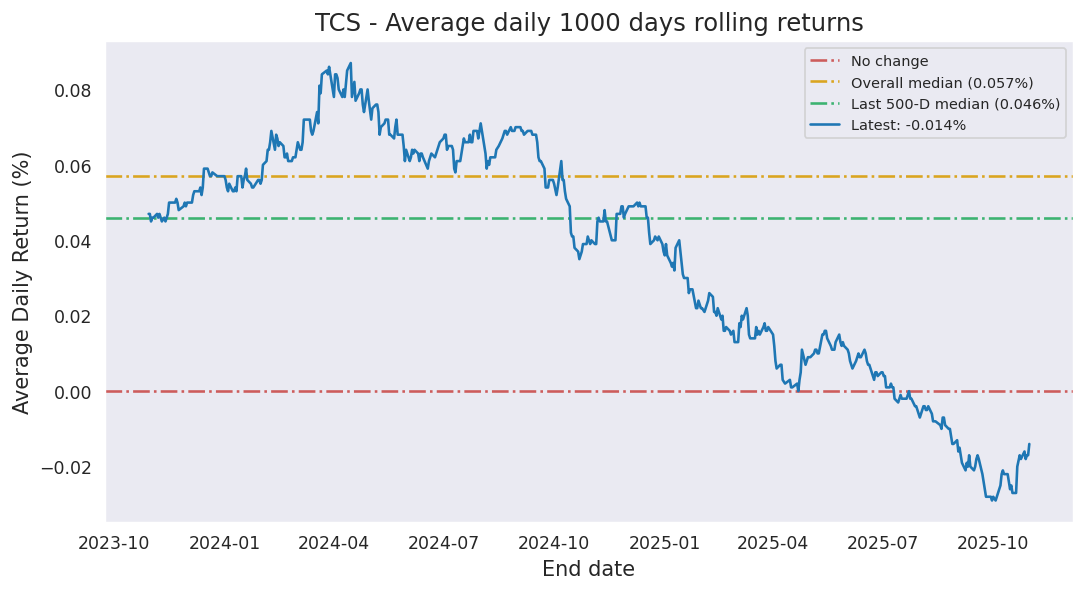 TCS - Average daily 1000 days rolling returns
No change
Overall median (0.057%)
Last 500-D median (0.046%)
Latest: -0.014%
Average Daily Return (%)
0.08
0.06
0.04
0.02
0.00
−0.02
2023-10 2024-01 2024-04 2024-07 2024-10 2025-01 2025-04 2025-07 2025-10
End date